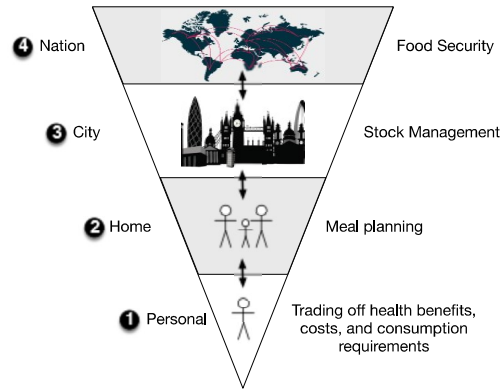 4 Nation Food Security
3 City Stock Management
2 Home Meal planning
1 Personal Trading off health benefits,
costs, and consumption
requirements